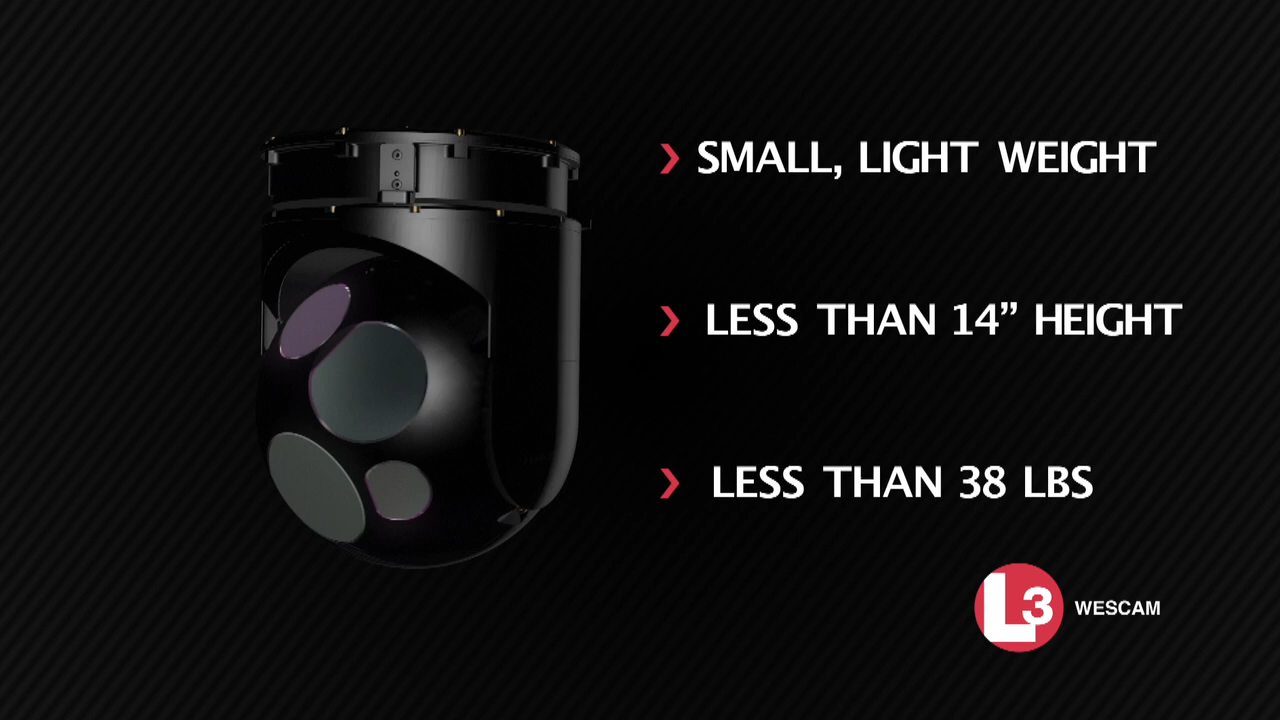 SMALL, LIGHT WEIGHT
LESS THAN 14” HEIGHT
LESS THAN 38 LBS
L3 WESCAM